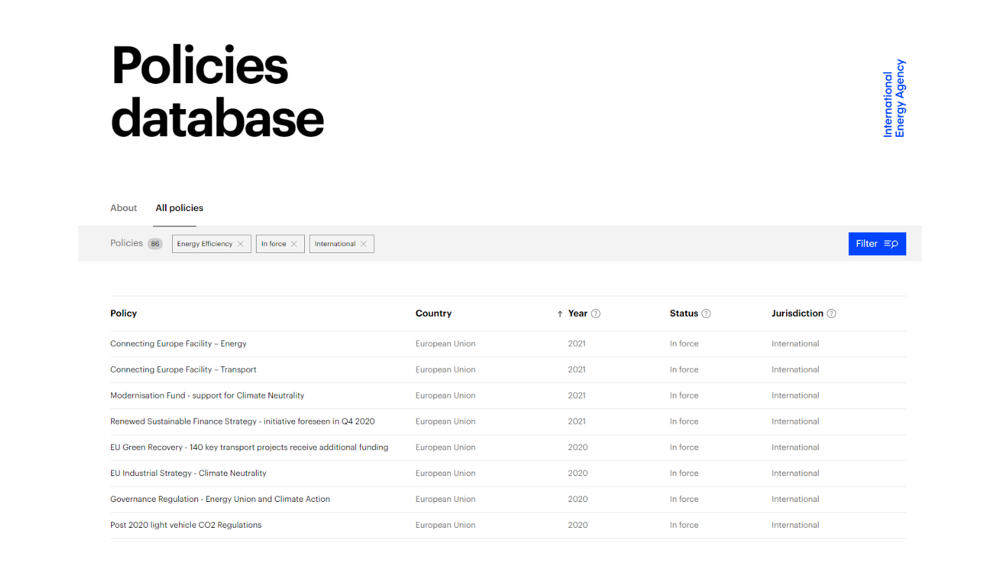 Policies
database
International
Energy Agency
About All policies
Policies 86 Energy Efficiency In force International Filter
Policy Country ↑ Year ? Status ? Jurisdiction ?
Connecting Europe Facility – Energy European Union 2021 In force International
Connecting Europe Facility – Transport European Union 2021 In force International
Modernisation Fund - support for Climate Neutrality European Union 2021 In force International
Renewed Sustainable Finance Strategy - initiative foreseen in Q4 2020 European Union 2021 In force International
EU Green Recovery - 140 key transport projects receive additional funding European Union 2020 In force International
EU Industrial Strategy - Climate Neutrality European Union 2020 In force International
Governance Regulation - Energy Union and Climate Action European Union 2020 In force International
Post 2020 light vehicle CO2 Regulations European Union 2020 In force International